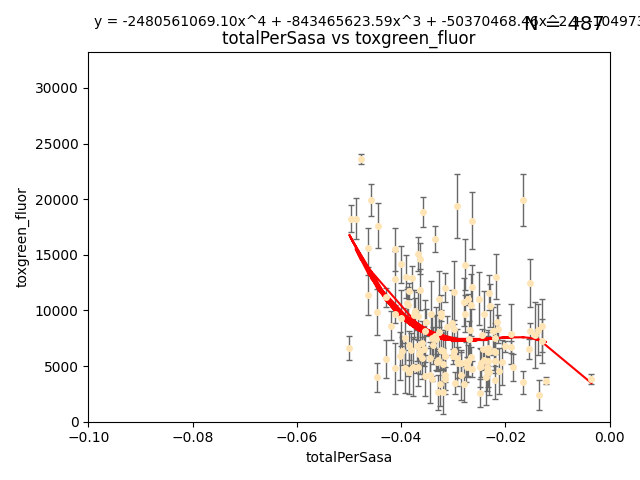 y = -2480561069.10x^4 + -843465623.59x^3 + -50370468.
N = 487
totalPerSasa vs toxgreen_fluor
30000
25000
20000
15000
10000
5000
0
toxgreen_fluor
−0.10 −0.08 −0.06 −0.04 −0.02 0.00
totalPerSasa